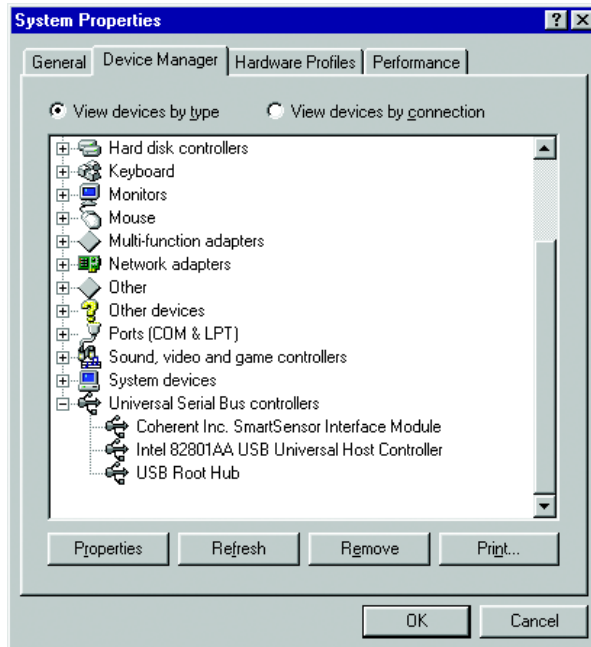 System Properties
General Device Manager Hardware Profiles Performance
View devices by type View devices by connection
Hard disk controllers
Keyboard
Monitors
Mouse
Multi-function adapters
Network adapters
Other
Other devices
Ports (COM & LPT)
Sound, video and game controllers
System devices
Universal Serial Bus controllers
Coherent Inc. SmartSensor Interface Module
Intel 82801AA USB Universal Host Controller
USB Root Hub
Properties Refresh Remove Print...
OK Cancel